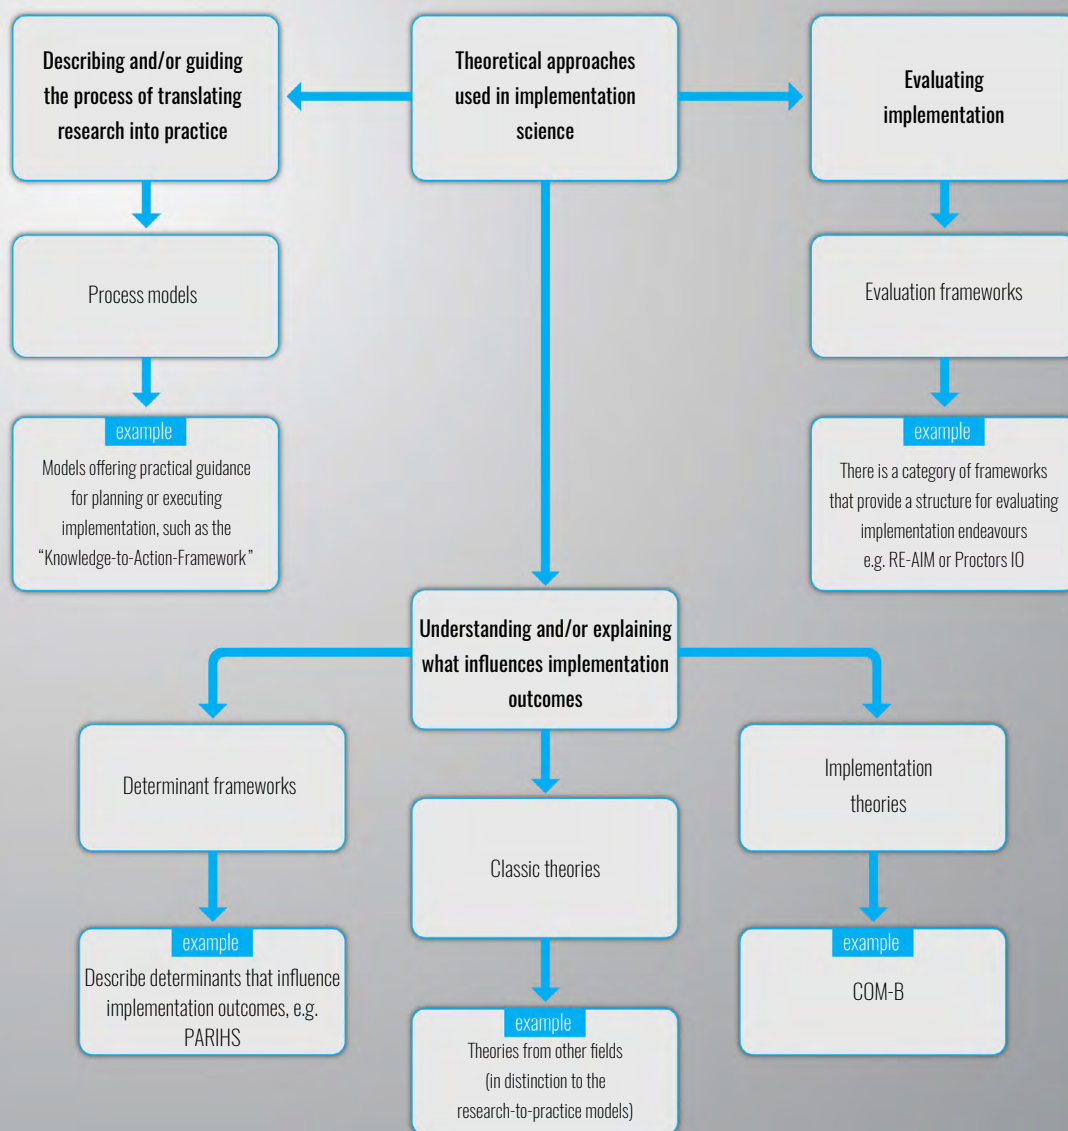 Describing and/or guiding
the process of translating
research into practice
Theoretical approaches
used in implementation
science
Evaluating
implementation
Process models
Evaluation frameworks
example
Models offering practical guidance
for planning or executing
implementation, such as the
“Knowledge-to-Action-Framework”
example
There is a category of frameworks
that provide a structure for evaluating
implementation endeavours
e.g. RE-AIM or Proctors IO
Understanding and/or explaining
what influences implementation
outcomes
Determinant frameworks
Classic theories
Implementation
theories
example
Describe determinants that influence
implementation outcomes, e.g.
PARIHS
example
Theories from other fields
(in distinction to the
research-to-practice models)
example
COM-B